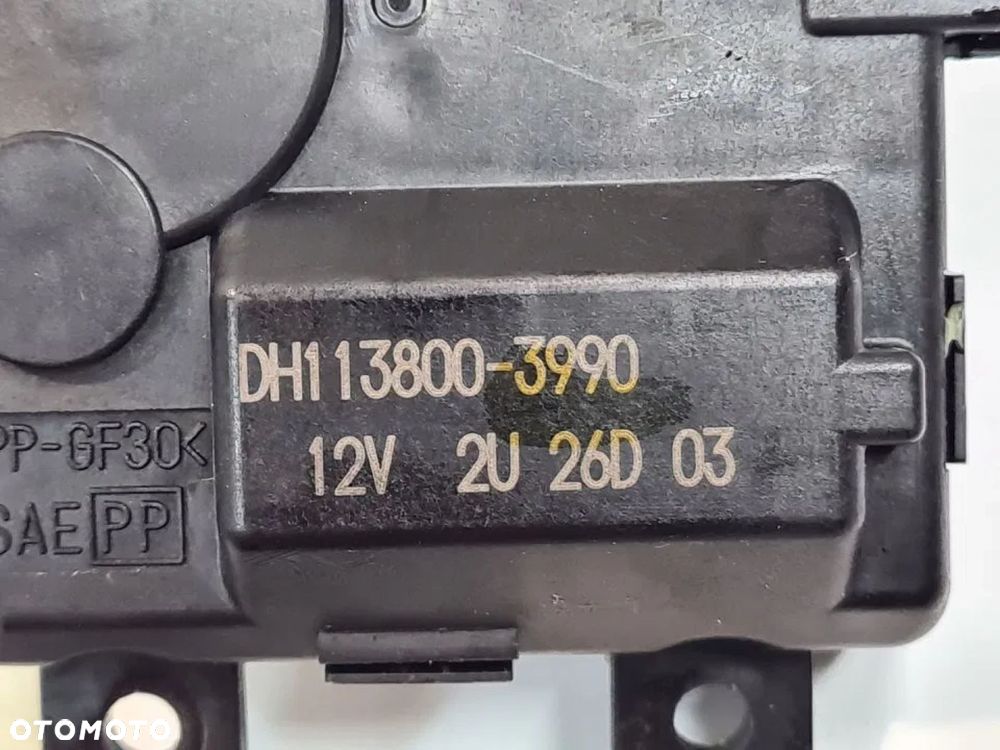 DH113800-3990
12V 2U 26D 03
PP-GF30<
SAE PP
OTOMOTO